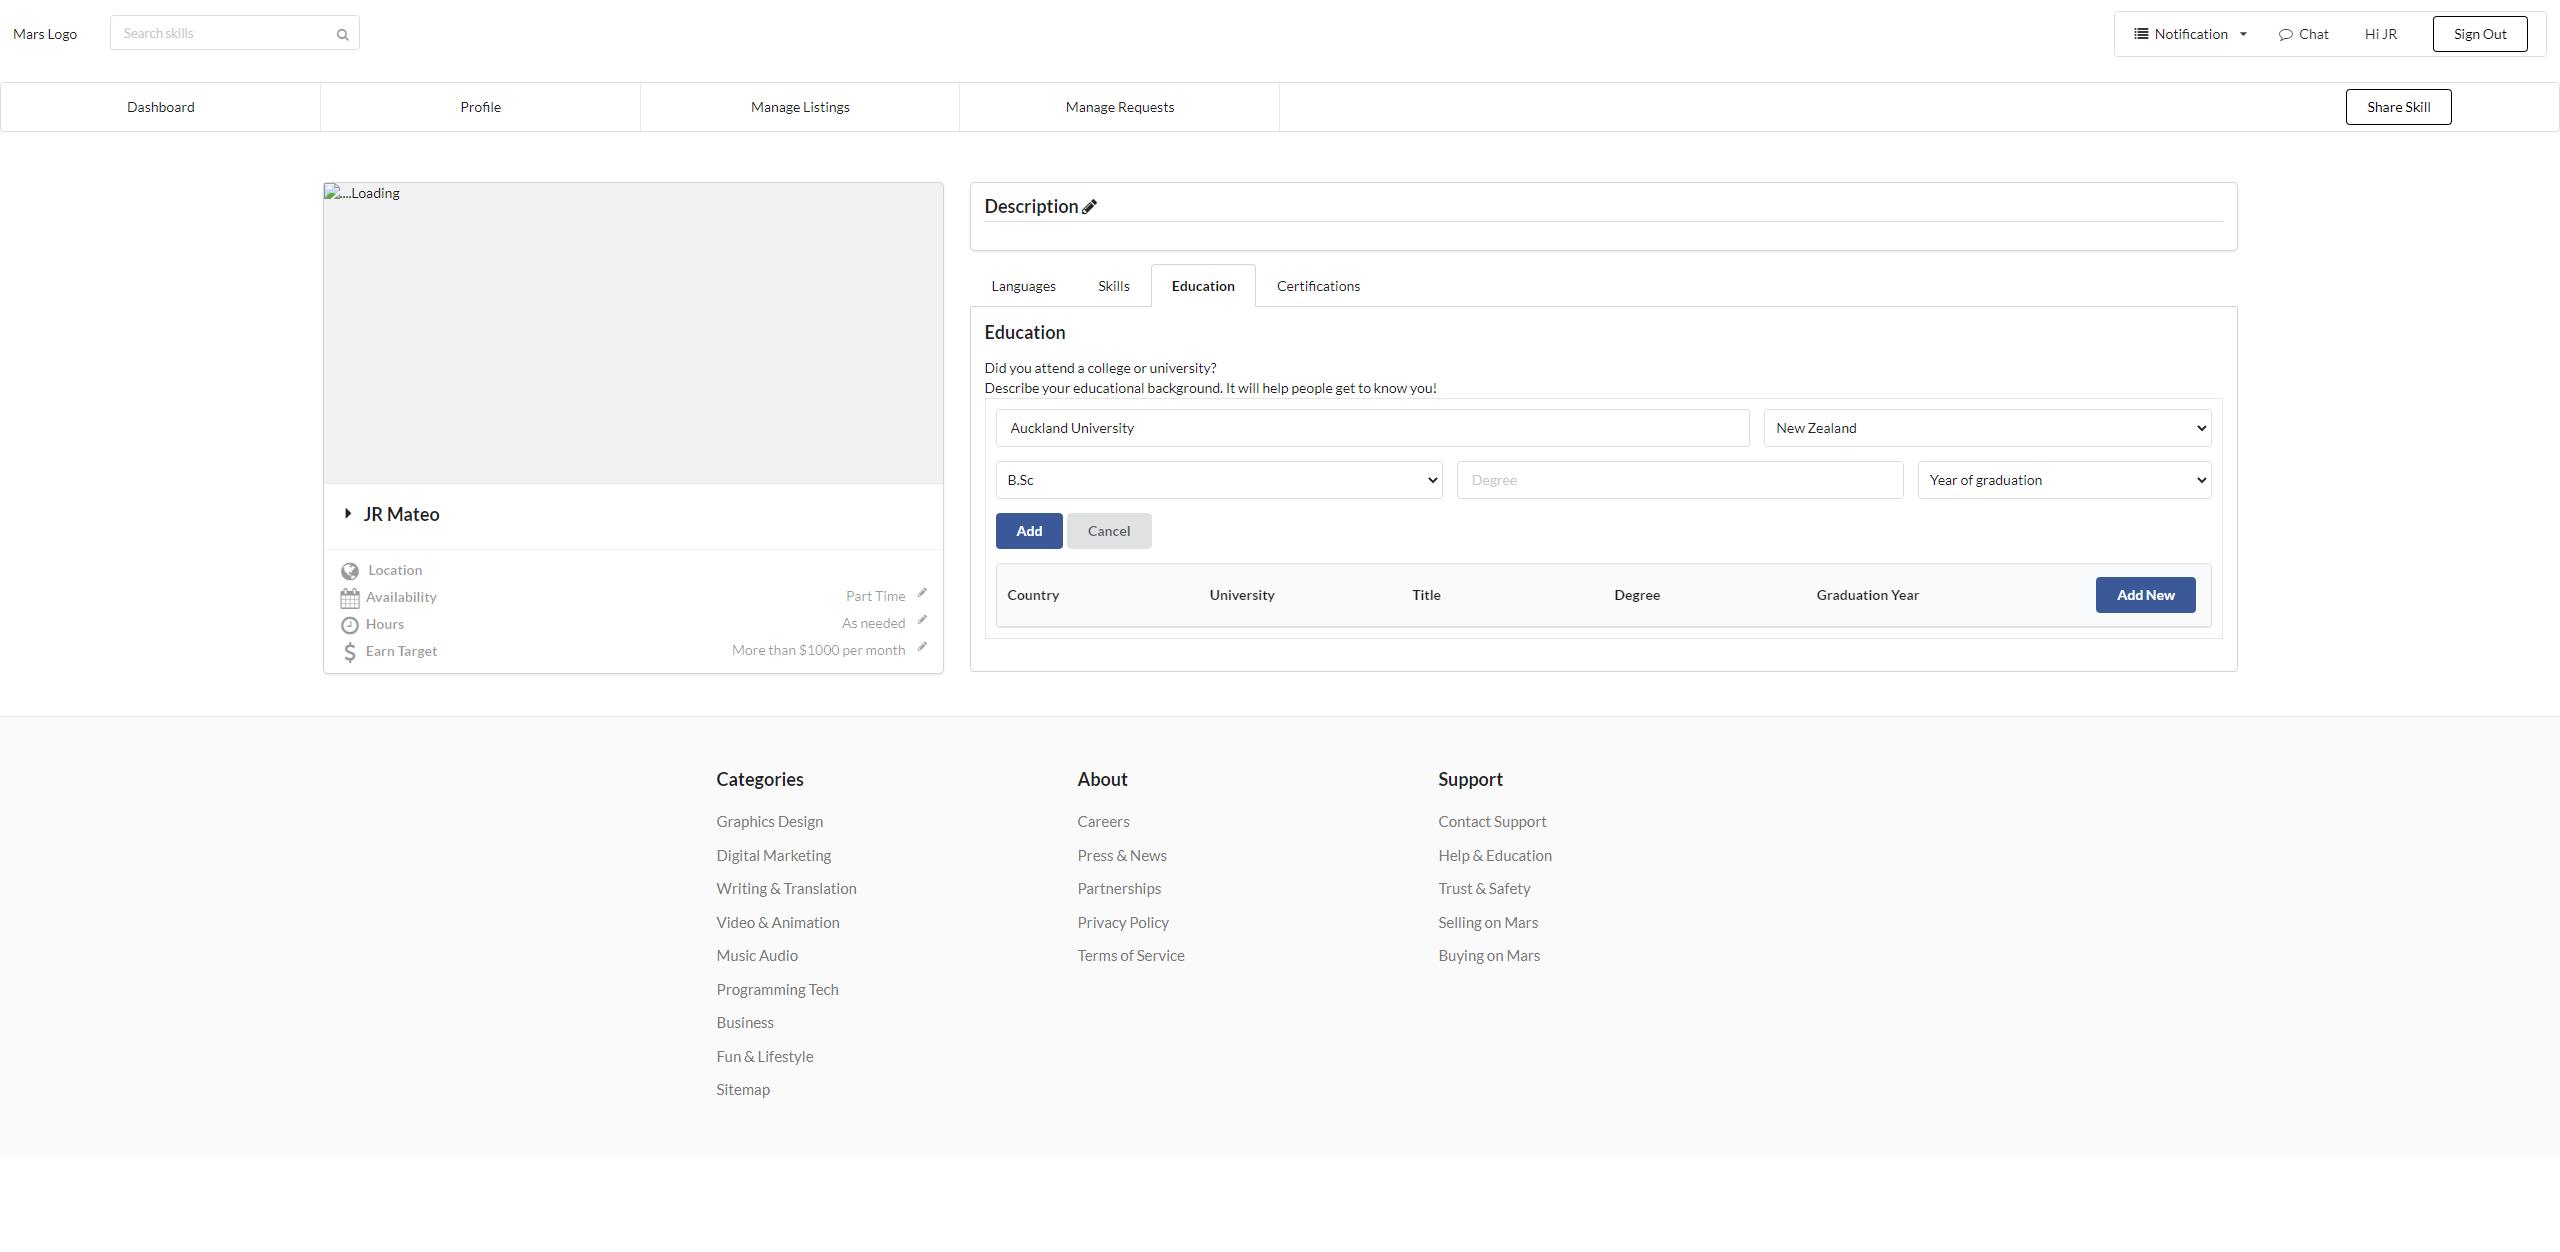 Mars Logo
Search skills
Notification
Chat
Hi JR
Sign Out
Dashboard
Profile
Manage Listings
Manage Requests
Share Skill
....Loading
JR Mateo
Location
Availability
Part Time
Hours
As needed
Earn Target
More than $1000 per month
Description
Languages
Skills
Education
Certifications
Education
Did you attend a college or university?
Describe your educational background. It will help people get to know you!
Auckland University
New Zealand
B.Sc
Degree
Year of graduation
Add
Cancel
Country
University
Title
Degree
Graduation Year
Add New
Categories
Graphics Design
Digital Marketing
Writing & Translation
Video & Animation
Music Audio
Programming Tech
Business
Fun & Lifestyle
Sitemap
About
Careers
Press & News
Partnerships
Privacy Policy
Terms of Service
Support
Contact Support
Help & Education
Trust & Safety
Selling on Mars
Buying on Mars